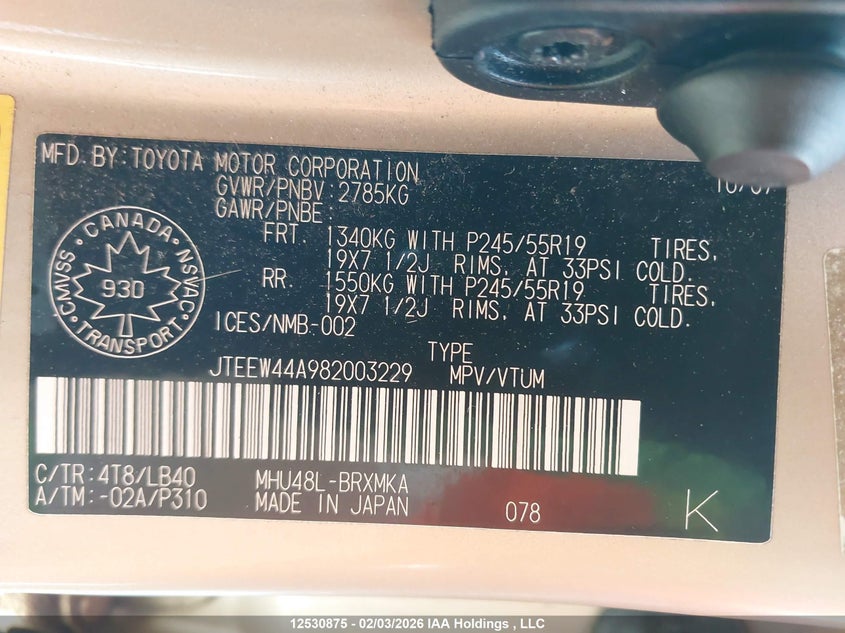 MFD. BY: TOYOTA MOTOR CORPORATION
GVWR/PNBV 2785KG
GAWR/PNBE:
FRT. 1340KG WITH P245/55R19 TIRES,
19X7 1/2J RIMS, AT 33PSI COLD.
RR. 1550KG WITH P245/55R19 TIRES,
19X7 1/2J RIMS, AT 33PSI COLD.
CANADA
CMVSS NSVAC
930
TRANSPORT
ICES/NMB-002
TYPE
JTEEW44A982003229 MPV/VTUM
C/TR: 4T8/LB40 MHU48L-BRXMKA
A/TM: -02A/P310 MADE IN JAPAN 078 K
12530875 - 02/03/2026 IAA Holdings , LLC